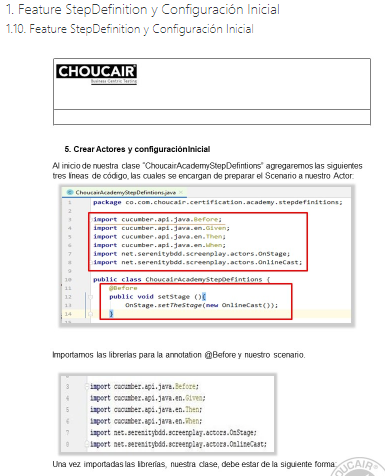 1. Feature StepDefinition y Configuración Inicial
1.10. Feature StepDefinition y Configuración Inicial
CHOUCAIR
Business Centric Testing
5. Crear Actores y configuraciónInicial
Al inicio de nuestra clase "ChoucairAcademyStepDefintions" agregaremos las siguientes
tres líneas de código, las cuales se encargan de preparar el Scenario a nuestro Actor:
ChoucairAcademyStepDefintions.java
1 package co.com.choucair.certification.academy.stepdefinitions;
2
3 import cucumber.api.java.Before;
4 import cucumber.api.java.en.Given;
5 import cucumber.api.java.en.Then;
6 import cucumber.api.java.en.When;
7 import net.serenitybdd.screenplay.actors.OnStage;
8 import net.serenitybdd.screenplay.actors.OnlineCast;
9
10 public class ChoucairAcademyStepDefintions {
11 @Before
12 public void setStage (){
13 OnStage.setTheStage(new OnlineCast());
14 }
Importamos las librerías para la annotation @Before y nuestro scenario.
3 import cucumber.api.java.Before;
4 import cucumber.api.java.en.Given;
5 import cucumber.api.java.en.Then;
6 import cucumber.api.java.en.When;
7 import net.serenitybdd.screenplay.actors.OnStage;
8 import net.serenitybdd.screenplay.actors.OnlineCast;
Una vez importadas las librerías, nuestra clase, debe estar de la siguiente forma: